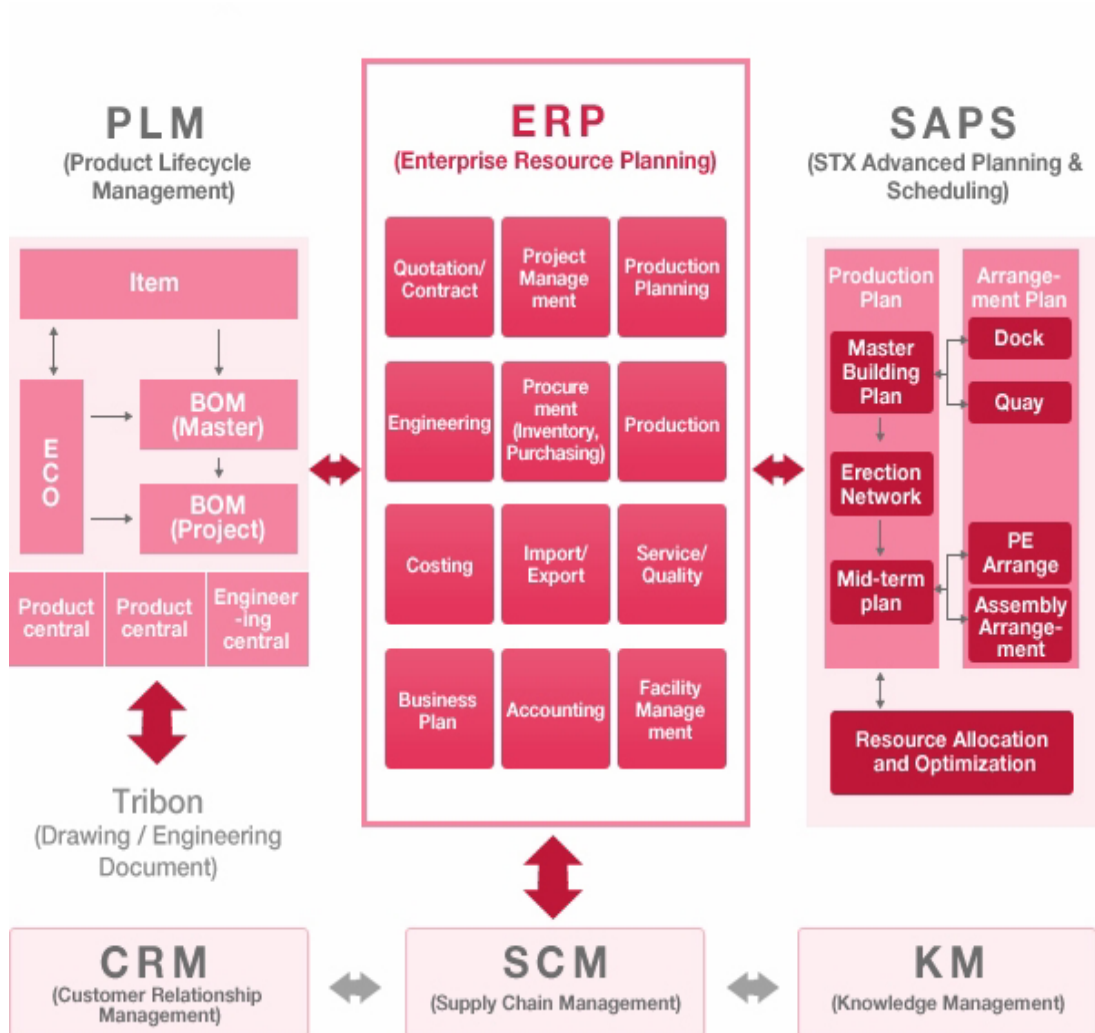 PLM
(Product Lifecycle
Management)
Item
ECO
BOM
(Master)
BOM
(Project)
Product
central
Product
central
Engineer
-ing
central
Tribon
(Drawing / Engineering
Document)
ERP
(Enterprise Resource Planning)
Quotation/
Contract
Project
Manage
ment
Production
Planning
Engineering
Procure
ment
(Inventory,
Purchasing)
Production
Costing
Import/
Export
Service/
Quality
Business
Plan
Accounting
Facility
Manage
ment
SAPS
(STX Advanced Planning &
Scheduling)
Production
Plan
Master
Building
Plan
Erection
Network
Mid-term
plan
Arrange-
ment Plan
Dock
Quay
PE
Arrange
Assembly
Arrange-
ment
Resource Allocation
and Optimization
CRM
(Customer Relationship
Management)
SCM
(Supply Chain Management)
KM
(Knowledge Management)